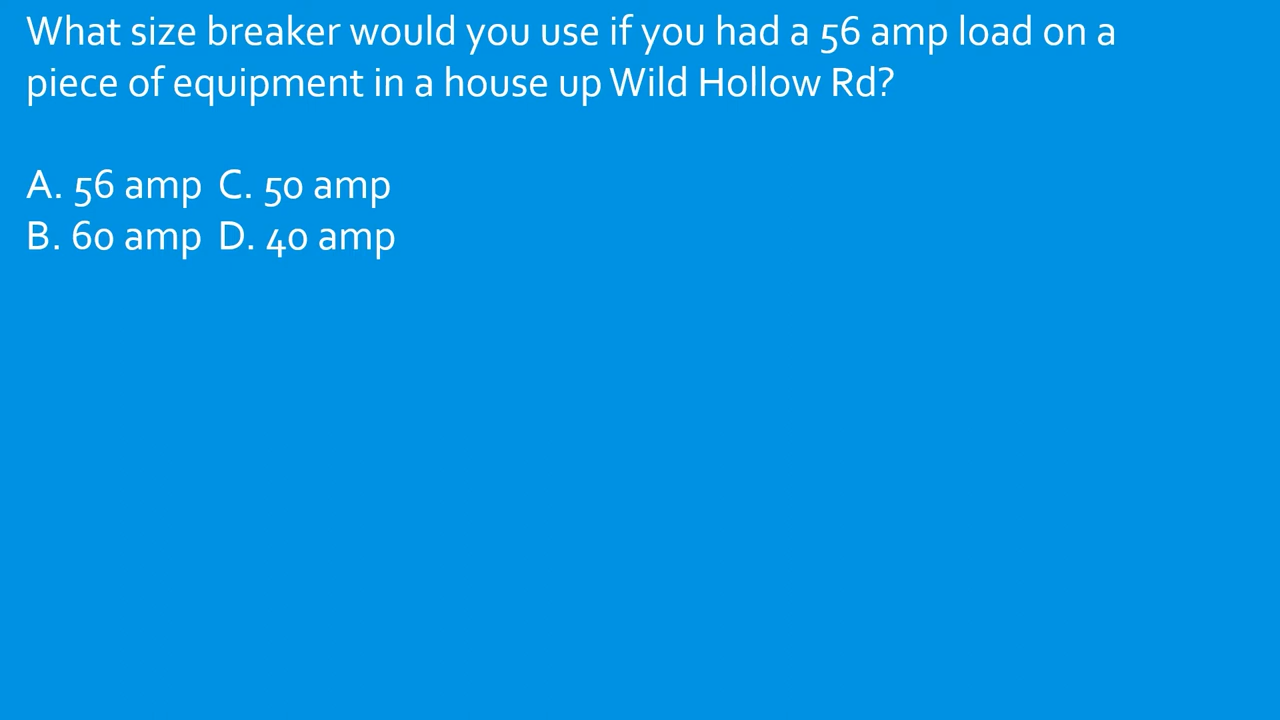 What size breaker would you use if you had a 56 amp load on a
piece of equipment in a house up Wild Hollow Rd?
A. 56 amp  C. 50 amp
B. 60 amp  D. 40 amp